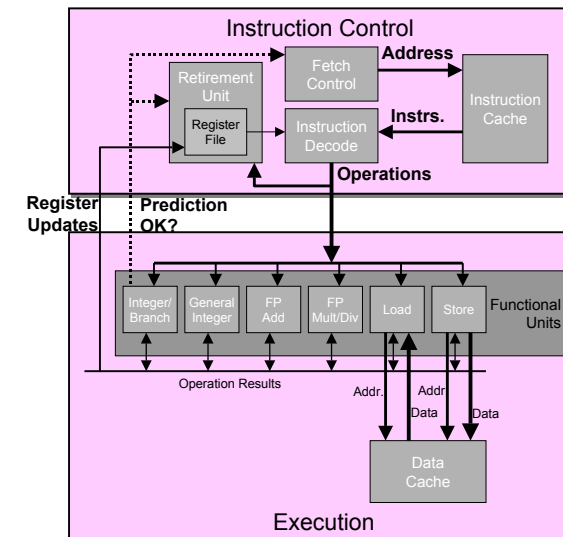 Instruction Control
Address
Fetch
Control
Retirement
Unit
Instruction
Cache
Register
File
Instrs.
Instruction
Decode
Operations
Register
Updates
Prediction
OK?
Integer/
Branch
General
Integer
FP
Add
FP
Mult/Div
Load
Store
Functional
Units
Operation Results
Addr.
Data
Addr
Data
Data
Cache
Execution